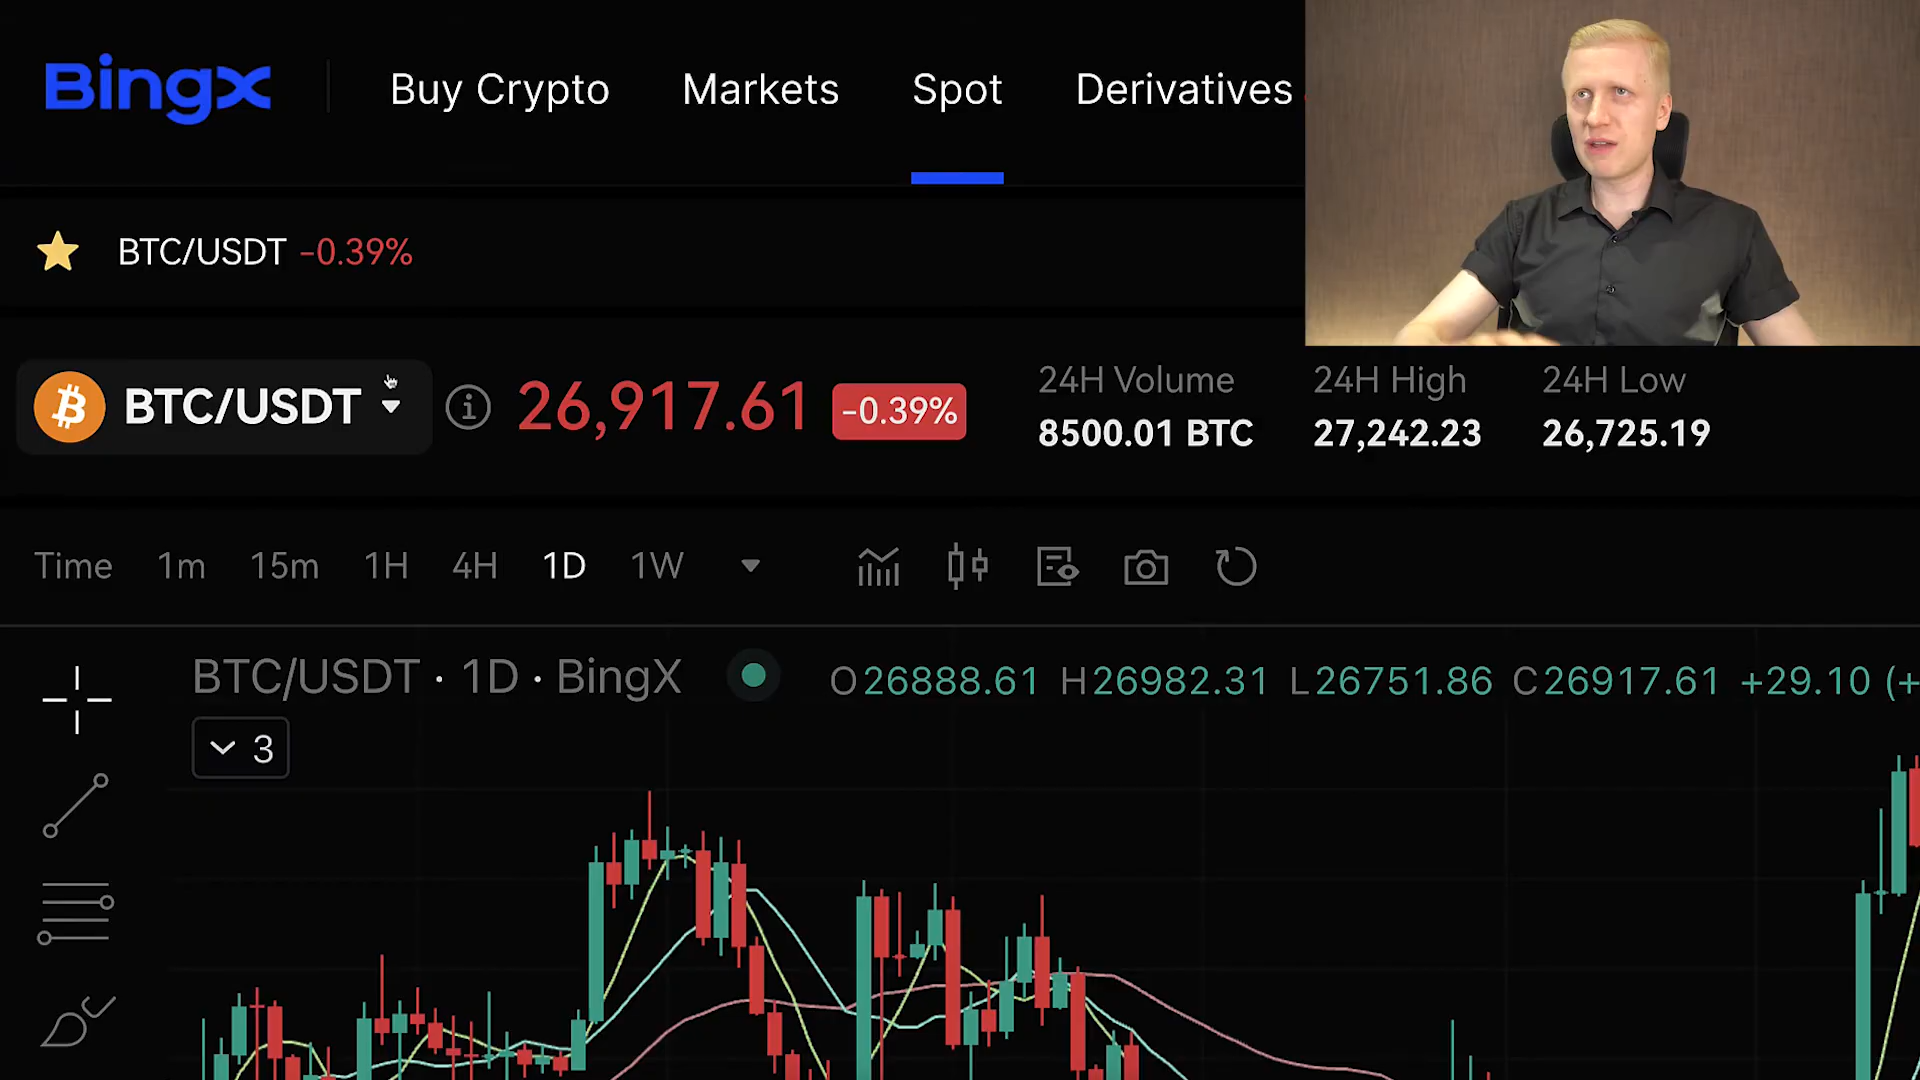 BingX
Buy Crypto Markets Spot Derivatives
BTC/USDT -0.39%
BTC/USDT 26,917.61 -0.39%
24H Volume 24H High 24H Low
8500.01 BTC 27,242.23 26,725.19
Time 1m 15m 1H 4H 1D 1W
BTC/USDT · 1D · BingX O26888.61 H26982.31 L26751.86 C26917.61 +29.10 (+
3